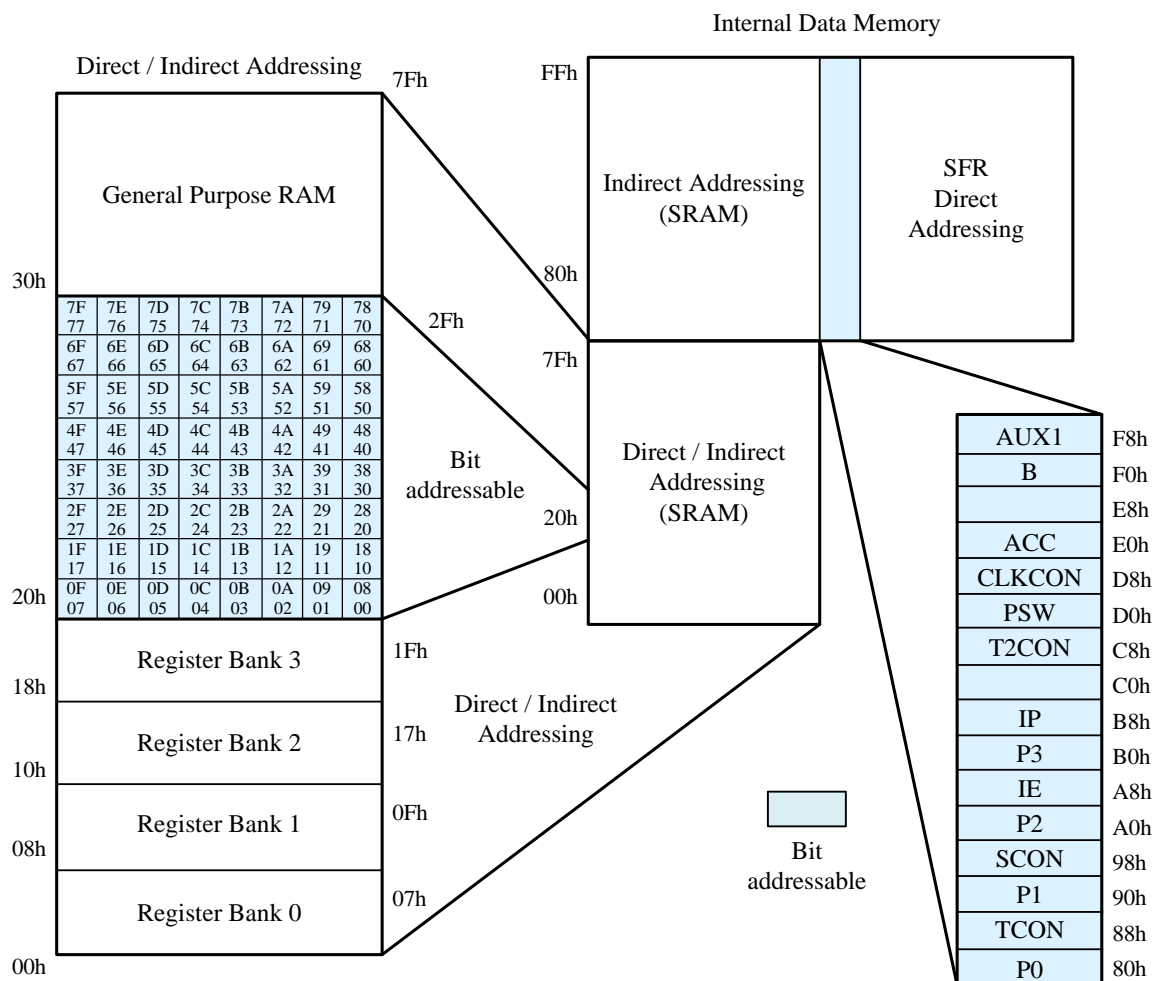 Internal Data Memory
Direct / Indirect Addressing
7Fh
FFh
General Purpose RAM
Indirect Addressing
(SRAM)
SFR
Direct
Addressing
30h
80h
7F 7E 7D 7C 7B 7A 79 78
77 76 75 74 73 72 71 70
6F 6E 6D 6C 6B 6A 69 68
67 66 65 64 63 62 61 60
5F 5E 5D 5C 5B 5A 59 58
57 56 55 54 53 52 51 50
4F 4E 4D 4C 4B 4A 49 48
47 46 45 44 43 42 41 40
3F 3E 3D 3C 3B 3A 39 38
37 36 35 34 33 32 31 30
2F 2E 2D 2C 2B 2A 29 28
27 26 25 24 23 22 21 20
1F 1E 1D 1C 1B 1A 19 18
17 16 15 14 13 12 11 10
0F 0E 0D 0C 0B 0A 09 08
07 06 05 04 03 02 01 00
20h
2Fh
Bit
addressable
7Fh
Direct / Indirect
Addressing
(SRAM)
20h
00h
Register Bank 3
1Fh
18h
Register Bank 2
17h
10h
Register Bank 1
0Fh
08h
Register Bank 0
07h
00h
Direct / Indirect
Addressing
Bit
addressable
AUX1 F8h
B F0h
E8h
ACC E0h
CLKCON D8h
PSW D0h
T2CON C8h
C0h
IP B8h
P3 B0h
IE A8h
P2 A0h
SCON 98h
P1 90h
TCON 88h
P0 80h